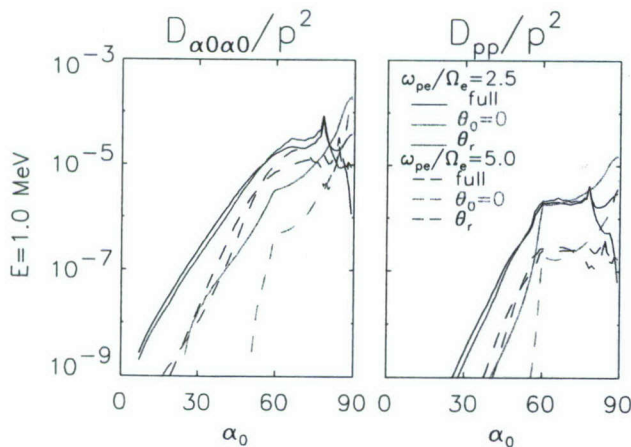 Dα0α0/p² Dpp/p²
10⁻³
10⁻⁵
10⁻⁷
10⁻⁹
E=1.0 MeV
ωpe/Ωe=2.5
full
θ0=0
θr
ωpe/Ωe=5.0
full
θ0=0
θr
0 30 60 90
0 30 60 90
α0 α0